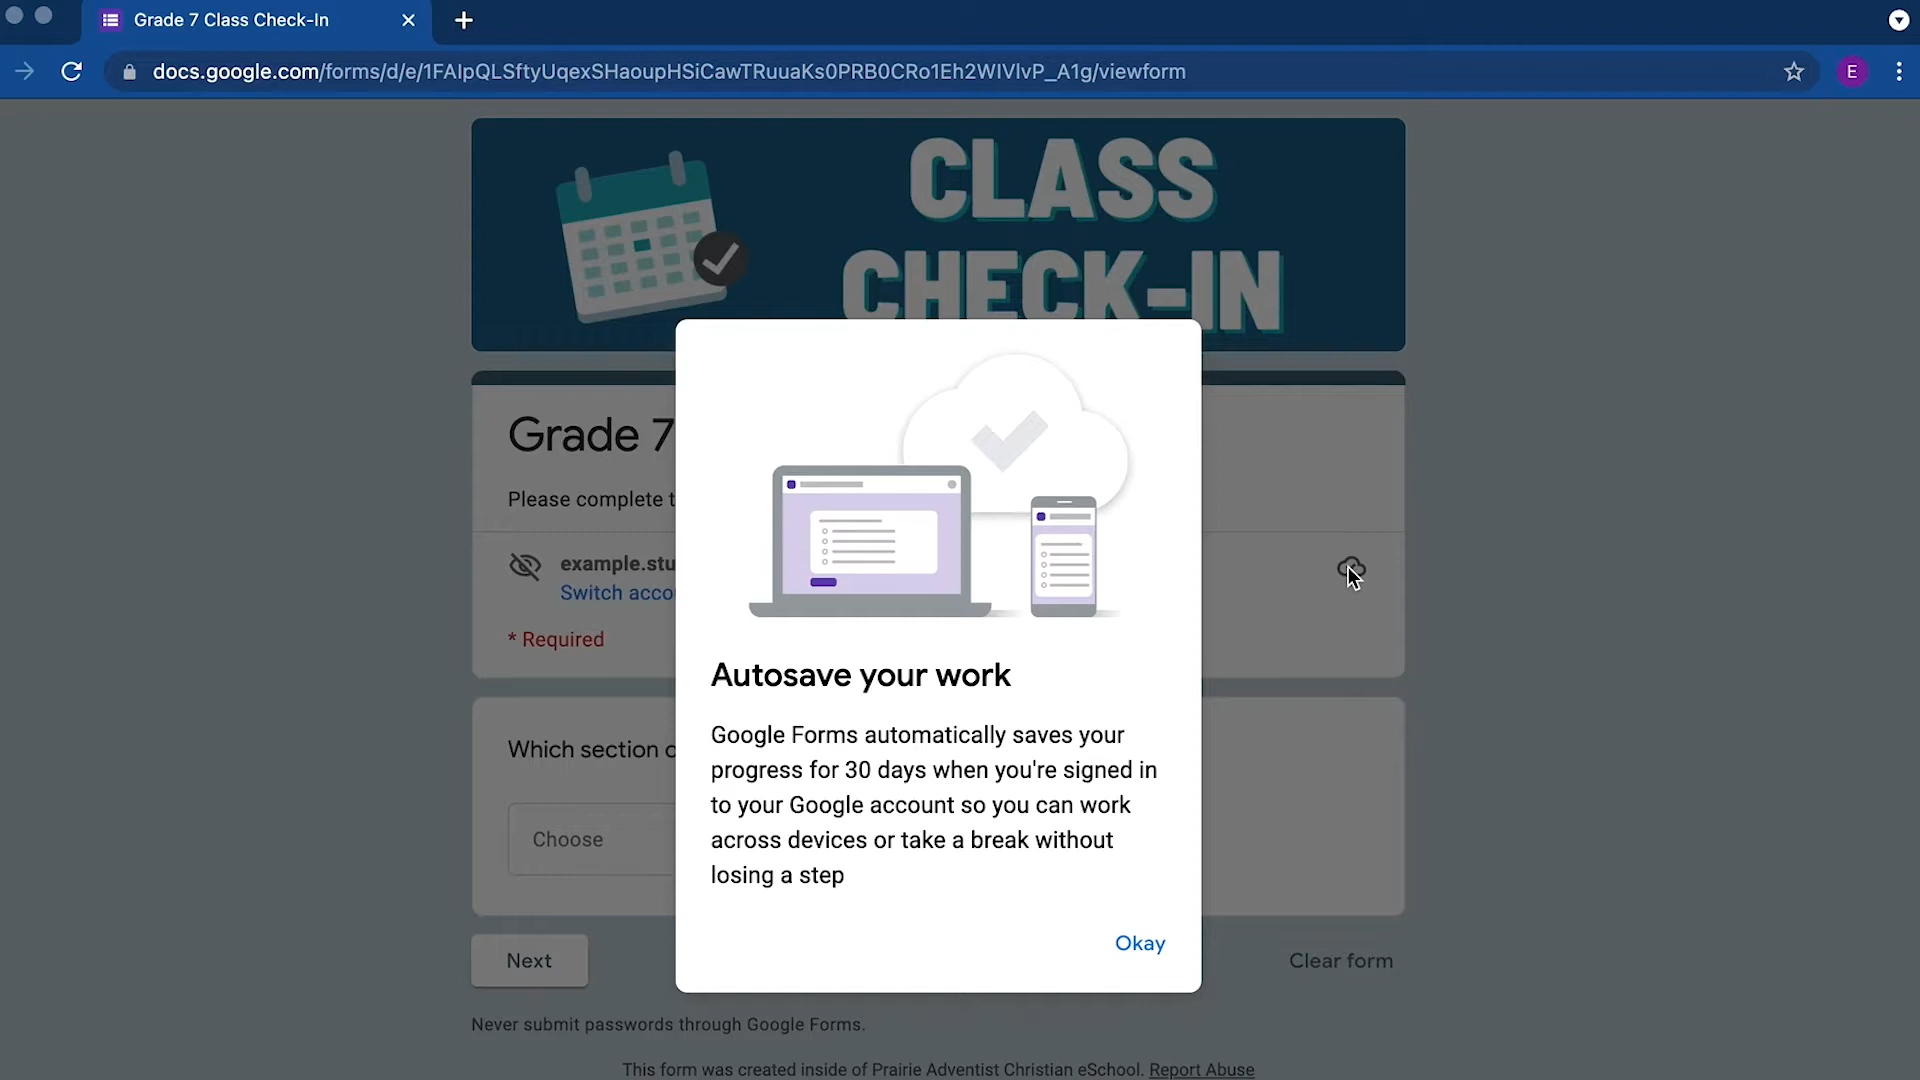 Grade 7 Class Check-In
docs.google.com/forms/d/e/1FAIpQLSftyUqexSHaoupHSiCawTRuuaKs0PRB0CRo1Eh2WIVlvP_A1g/viewform
E
CLASS
CHECK-IN
Grade 7
Please complete t
example.stu
Switch acco
* Required
Which section o
Choose
Autosave your work
Google Forms automatically saves your
progress for 30 days when you're signed in
to your Google account so you can work
across devices or take a break without
losing a step
Okay
Next
Clear form
Never submit passwords through Google Forms.
This form was created inside of Prairie Adventist Christian eSchool. Report Abuse